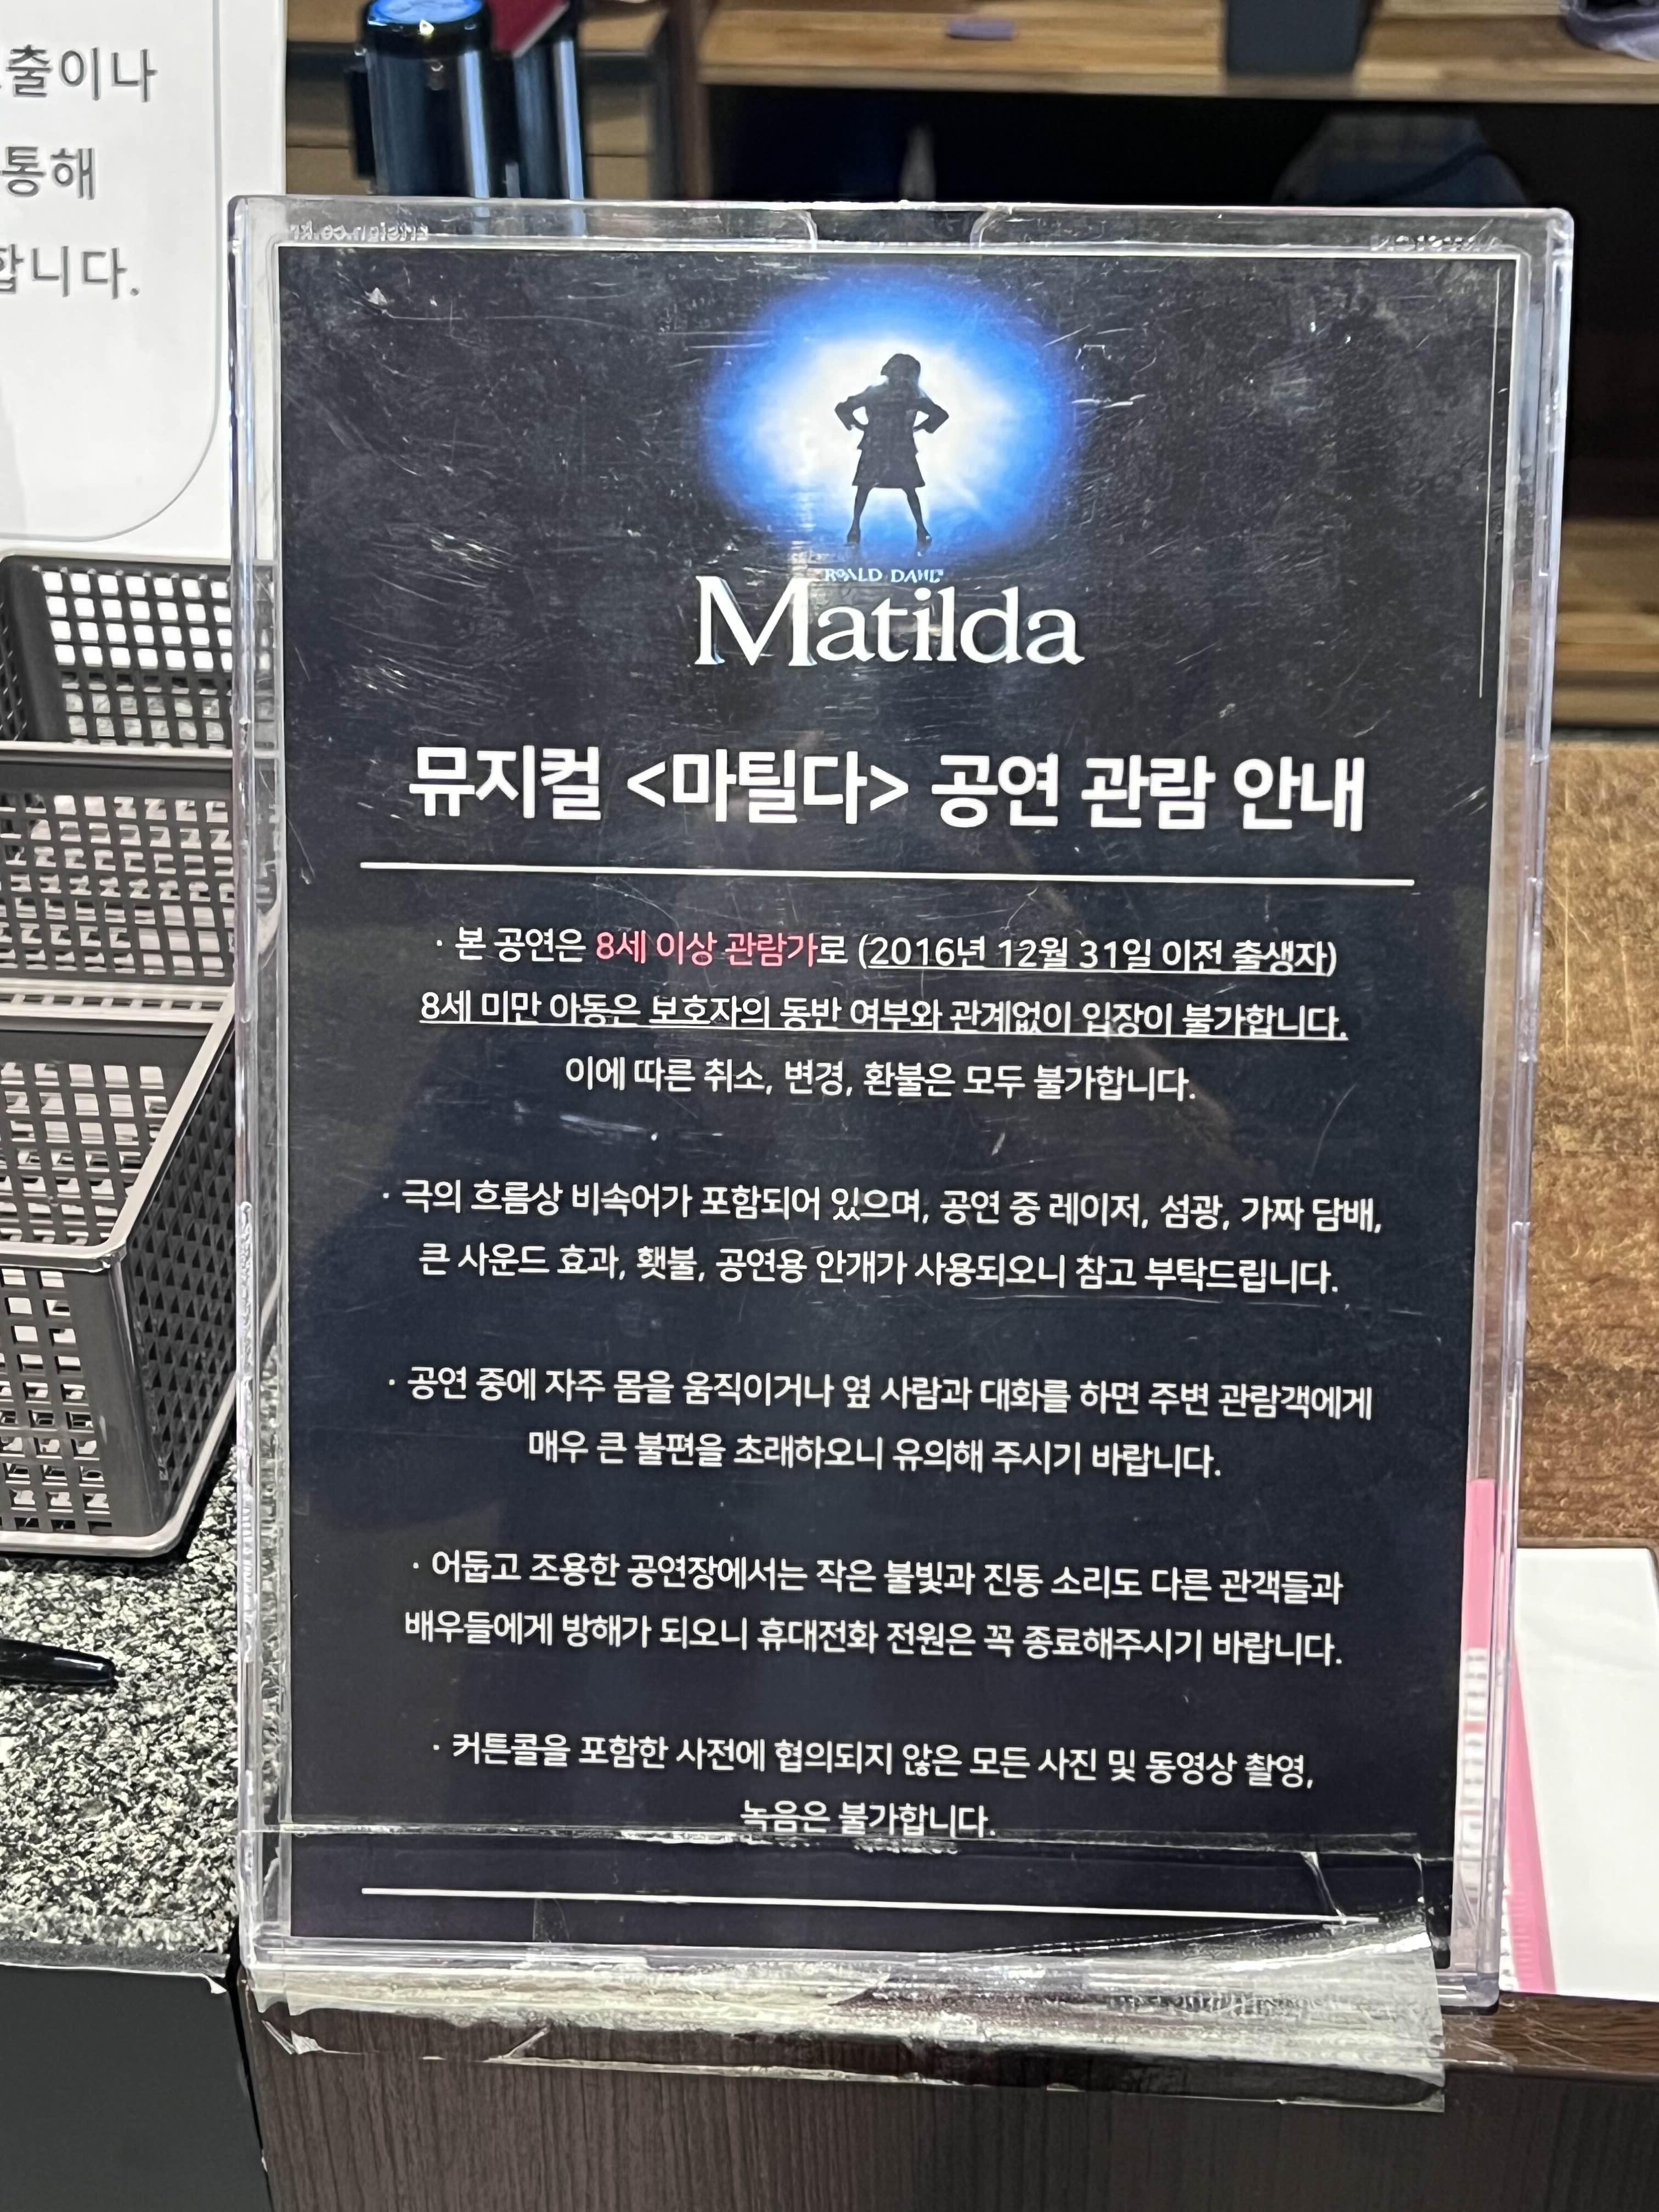 출이나
통해
합니다.
artsign.co.kr
ROALD DAHL'S
Matilda
뮤지컬 <마틸다> 공연 관람 안내
· 본 공연은 8세 이상 관람가로 (2016년 12월 31일 이전 출생자)
8세 미만 아동은 보호자의 동반 여부와 관계없이 입장이 불가합니다.
이에 따른 취소, 변경, 환불은 모두 불가합니다.
· 극의 흐름상 비속어가 포함되어 있으며, 공연 중 레이저, 섬광, 가짜 담배,
큰 사운드 효과, 횃불, 공연용 안개가 사용되오니 참고 부탁드립니다.
· 공연 중에 자주 몸을 움직이거나 옆 사람과 대화를 하면 주변 관람객에게
매우 큰 불편을 초래하오니 유의해 주시기 바랍니다.
· 어둡고 조용한 공연장에서는 작은 불빛과 진동 소리도 다른 관객들과
배우들에게 방해가 되오니 휴대전화 전원은 꼭 종료해주시기 바랍니다.
· 커튼콜을 포함한 사전에 협의되지 않은 모든 사진 및 동영상 촬영,
녹음은 불가합니다.